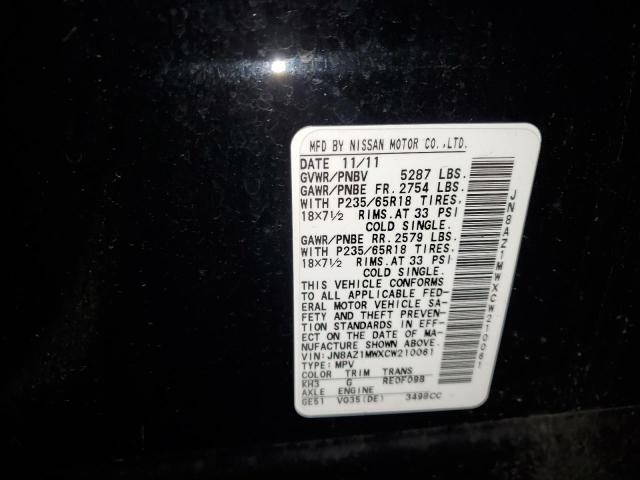 MFD BY NISSAN MOTOR CO.,LTD.
DATE 11/11
GVWR/PNBV 5287 LBS.
GAWR/PNBE FR. 2754 LBS.
WITH P235/65R18 TIRES,
18X7½ RIMS.AT 33 PSI
COLD SINGLE.
GAWR/PNBE RR. 2579 LBS.
WITH P235/65R18 TIRES,
18X7½ RIMS.AT 33 PSI
COLD SINGLE.
THIS VEHICLE CONFORMS
TO ALL APPLICABLE FED-
ERAL MOTOR VEHICLE SA-
FETY AND THEFT PREVEN-
TION STANDARDS IN EFFECT
ON THE DATE OF MA-
NUFACTURE SHOWN ABOVE.
VIN:JN8AZ1MWXCW210061
TYPE:MPV
COLOR TRIM TRANS
KH3 G RE0F09B
AXLE ENGINE
GE51 VQ35(DE) 3498CC
JN8AZ1MWXCW210061